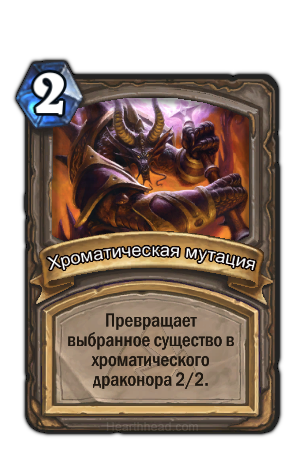 2
Хроматическая мутация
Превращает
выбранное существо в
хроматического
драконора 2/2.
Hearthhead.com